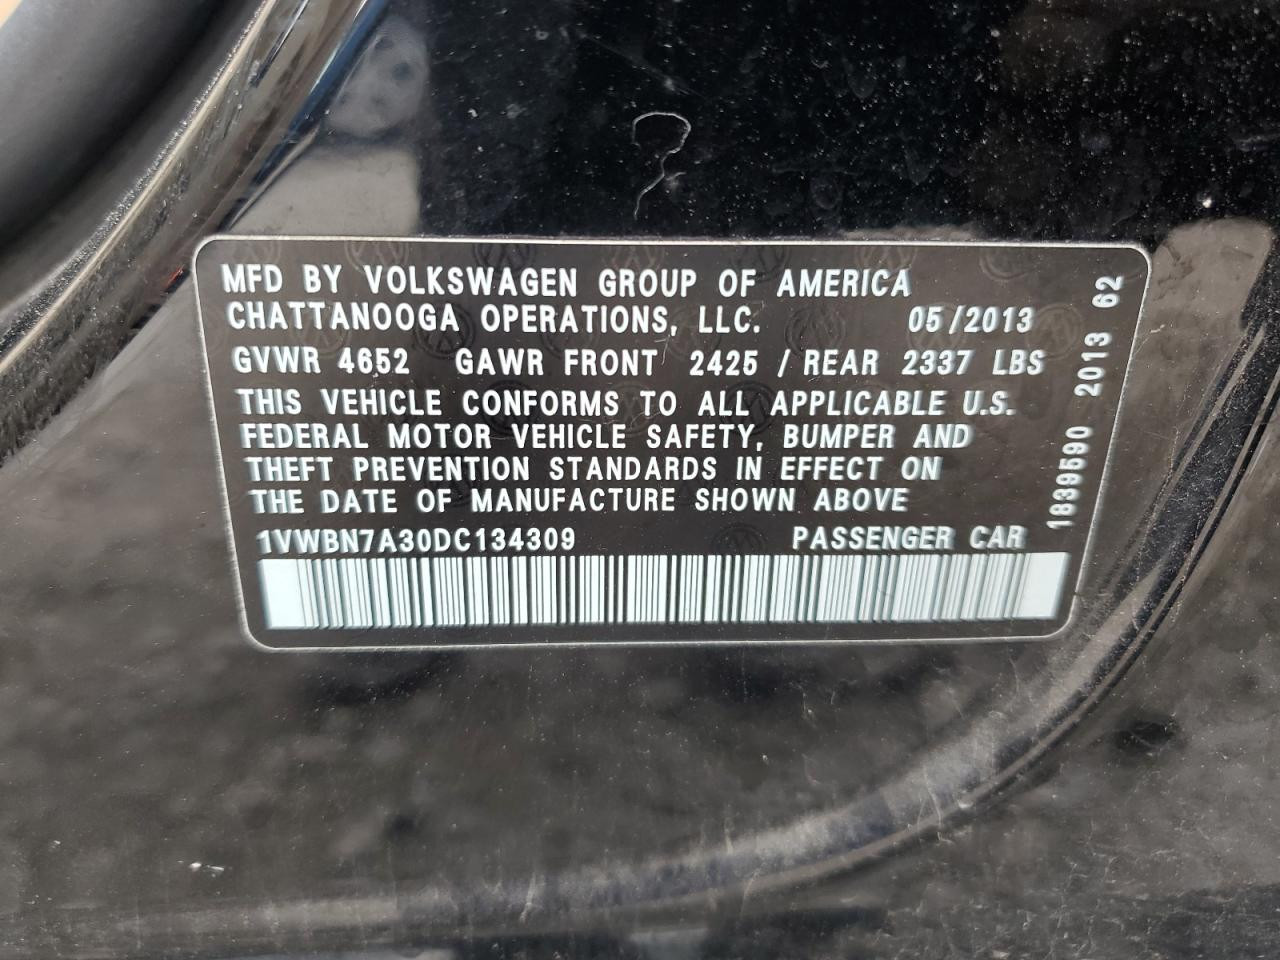 MFD BY VOLKSWAGEN GROUP OF AMERICA
CHATTANOOGA OPERATIONS, LLC. 05/2013
GVWR 4652 GAWR FRONT 2425 / REAR 2337 LBS
THIS VEHICLE CONFORMS TO ALL APPLICABLE U.S.
FEDERAL MOTOR VEHICLE SAFETY, BUMPER AND
THEFT PREVENTION STANDARDS IN EFFECT ON
THE DATE OF MANUFACTURE SHOWN ABOVE
1VWBN7A30DC134309 PASSENGER CAR
1839590 2013 62